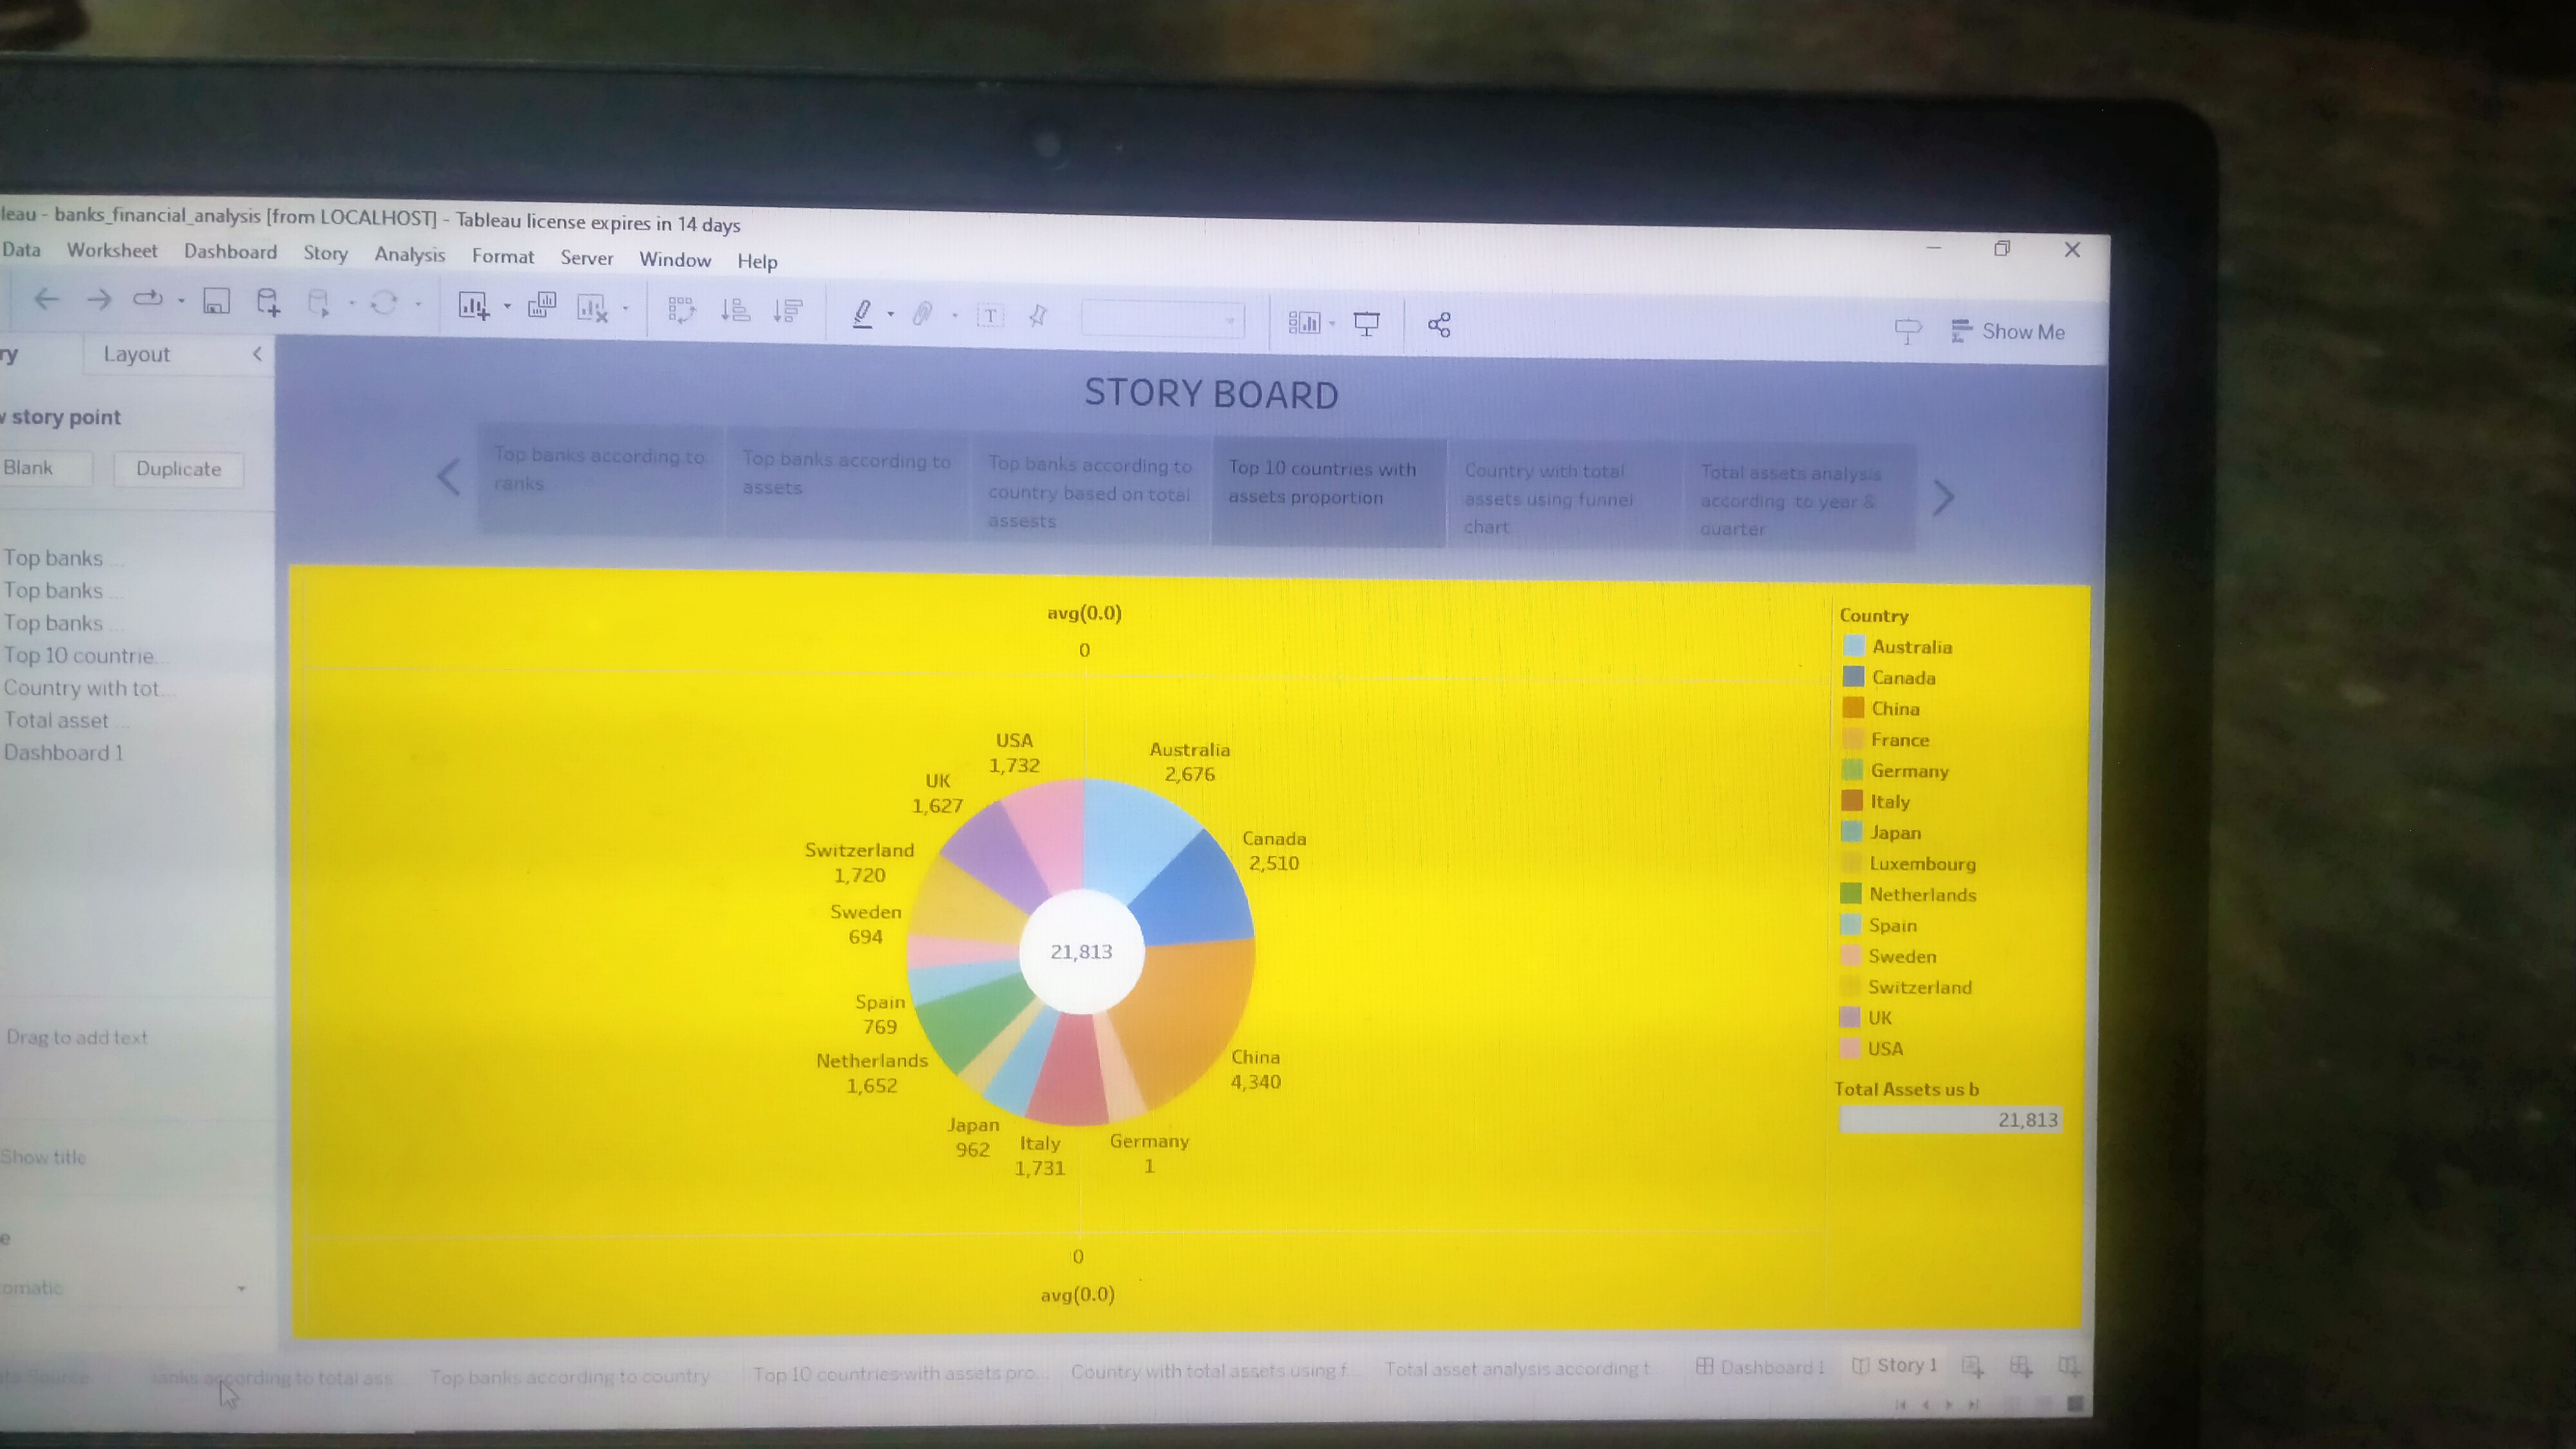 leau - banks_financial_analysis [from LOCALHOST] - Tableau license expires in 14 days
Data Worksheet Dashboard Story Analysis Format Server Window Help
Show Me
ry Layout
STORY BOARD
w story point
Blank Duplicate
Top banks according to
ranks
Top banks according to
assets
Top banks according to
country based on total
assests
Top 10 countries with
assets proportion
Country with total
assets using funnel
chart
Total assets analysis
according to year &
quarter
Top banks ...
Top banks ...
Top banks ...
Top 10 countrie...
Country with tot...
Total asset ...
Dashboard 1
Drag to add text
Show title
e
omatic
avg(0.0)
0
USA
1,732
Australia
2,676
UK
1,627
Canada
2,510
Switzerland
1,720
Sweden
694
21,813
Spain
769
Netherlands
1,652
China
4,340
Japan
962
Italy
1,731
Germany
1
0
avg(0.0)
Country
Australia
Canada
China
France
Germany
Italy
Japan
Luxembourg
Netherlands
Spain
Sweden
Switzerland
UK
USA
Total Assets us b
21,813
ta Source anks according to total ass... Top banks according to country Top 10 countries with assets pro... Country with total assets using f... Total asset analysis according t... Dashboard 1 Story 1